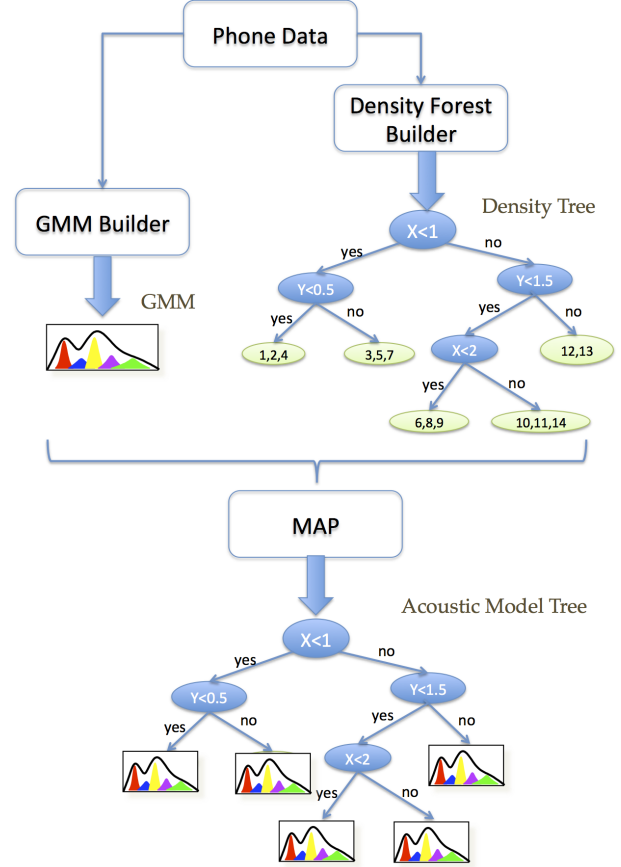 Phone Data
Density Forest
Builder
GMM Builder
Density Tree
X<1
yes
no
Y<0.5
Y<1.5
GMM
yes
no
yes
no
1,2,4
3,5,7
X<2
12,13
yes
no
6,8,9
10,11,14
MAP
Acoustic Model Tree
X<1
yes
no
Y<0.5
Y<1.5
yes
no
yes
no
X<2
yes
no